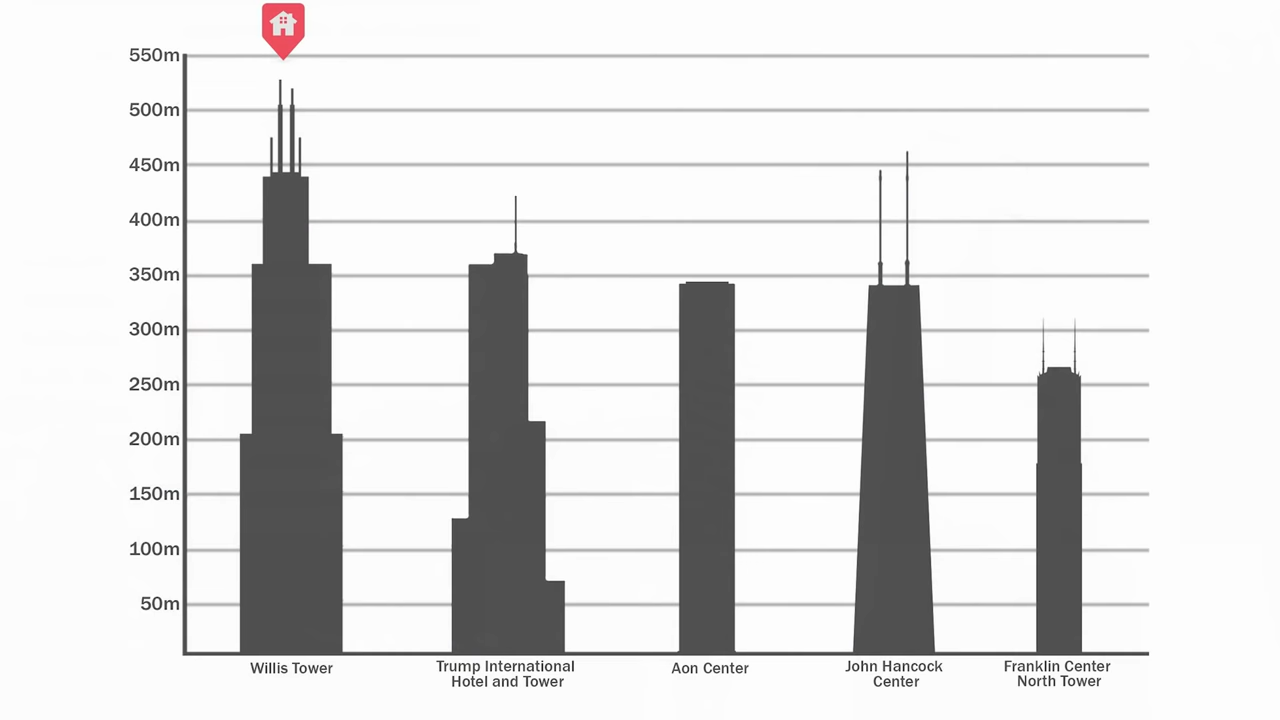 550m
500m
450m
400m
350m
300m
250m
200m
150m
100m
50m
Willis Tower
Trump International
Hotel and Tower
Aon Center
John Hancock
Center
Franklin Center
North Tower